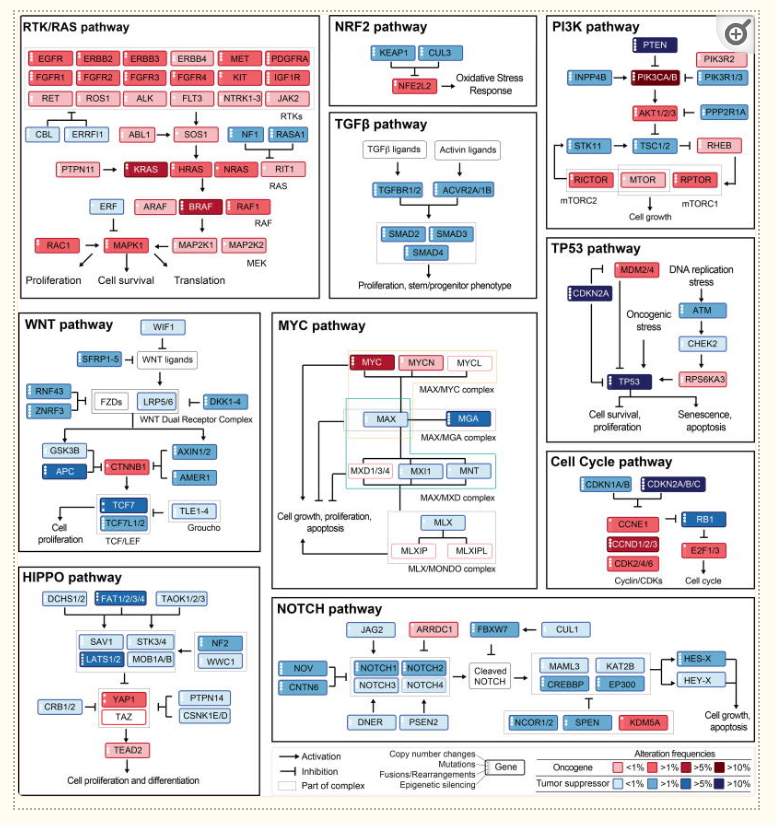 RTK/RAS pathway
EGFR ERBB2 ERBB3 ERBB4 MET PDGFRA
FGFR1 FGFR2 FGFR3 FGFR4 KIT IGF1R
RET ROS1 ALK FLT3 NTRK1-3 JAK2
RTKs
CBL ERRFI1 ABL1 SOS1 NF1 RASA1
PTPN11 KRAS HRAS NRAS RIT1
RAS
ERF ARAF BRAF RAF1
RAF
RAC1 MAPK1 MAP2K1 MAP2K2
MEK
Proliferation Cell survival Translation
NRF2 pathway
KEAP1 CUL3
NFE2L2 Oxidative Stress
Response
TGFβ pathway
TGFβ ligands Activin ligands
TGFBR1/2 ACVR2A/1B
SMAD2 SMAD3
SMAD4
Proliferation, stem/progenitor phenotype
PI3K pathway
PTEN
PIK3R2
INPP4B PIK3CA/B PIK3R1/3
AKT1/2/3 PPP2R1A
STK11 TSC1/2 RHEB
RICTOR MTOR RPTOR
mTORC2 mTORC1
Cell growth
TP53 pathway
MDM2/4 DNA replication
stress
CDKN2A
Oncogenic
stress
ATM
CHEK2
TP53 RPS6KA3
Cell survival,
proliferation
Senescence,
apoptosis
WNT pathway
WIF1
SFRP1-5 WNT ligands
RNF43
ZNRF3
FZDs LRP5/6 DKK1-4
WNT Dual Receptor Complex
GSK3B
APC
CTNNB1
AXIN1/2
AMER1
TCF7
TCF7L1/2
TLE1-4
Groucho
TCF/LEF
Cell
proliferation
MYC pathway
MYC MYCN MYCL
MAX/MYC complex
MAX MGA
MAX/MGA complex
MXD1/3/4 MXI1 MNT
MAX/MXD complex
Cell growth, proliferation,
apoptosis
MLX
MLXIP MLXIPL
MLX/MONDO complex
Cell Cycle pathway
CDKN1A/B CDKN2A/B/C
CCNE1 RB1
CCND1/2/3
CDK2/4/6 E2F1/3
Cyclin/CDKs Cell cycle
HIPPO pathway
DCHS1/2 FAT1/2/3/4 TAOK1/2/3
SAV1 STK3/4
LATS1/2 MOB1A/B
NF2
WWC1
CRB1/2
YAP1
TAZ
PTPN14
CSNK1E/D
TEAD2
Cell proliferation and differentiation
NOTCH pathway
JAG2 ARRDC1 FBXW7 CUL1
NOV
CNTN6
NOTCH1 NOTCH2
NOTCH3 NOTCH4
Cleaved
NOTCH
MAML3 KAT2B
CREBBP EP300
HES-X
HEY-X
DNER PSEN2
NCOR1/2 SPEN KDM5A
Cell growth,
apoptosis
Activation
Inhibition
Part of complex
Copy number changes
Mutations
Fusions/Rearrangements
Epigenetic silencing
Gene
Alteration frequencies
Oncogene <1% >1% >5% >10%
Tumor suppressor <1% >1% >5% >10%